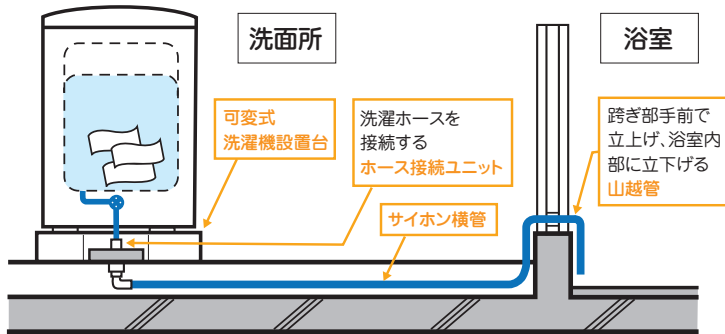 洗面所
浴室
可変式
洗濯機設置台
洗濯ホースを
接続する
ホース接続ユニット
跨ぎ部手前で
立上げ、浴室内
部に立下げる
山越管
サイホン横管